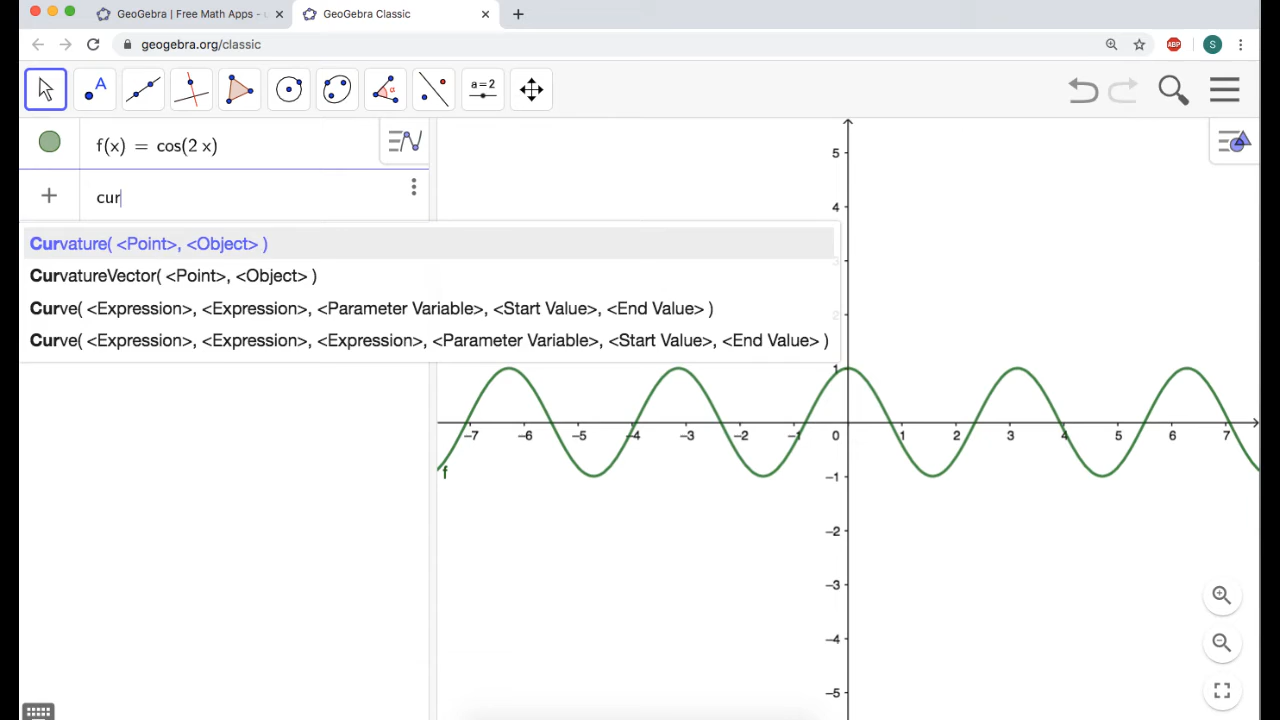 GeoGebra | Free Math Apps -
GeoGebra Classic
geogebra.org/classic
ABP
S
A
α
a=2
f(x) = cos(2 x)
cur
Curvature( <Point>, <Object> )
CurvatureVector( <Point>, <Object> )
Curve( <Expression>, <Expression>, <Parameter Variable>, <Start Value>, <End Value> )
Curve( <Expression>, <Expression>, <Expression>, <Parameter Variable>, <Start Value>, <End Value> )
5
4
3
2
1
−7 −6 −5 −4 −3 −2 −1 0 1 2 3 4 5 6 7
f
−1
−2
−3
−4
−5